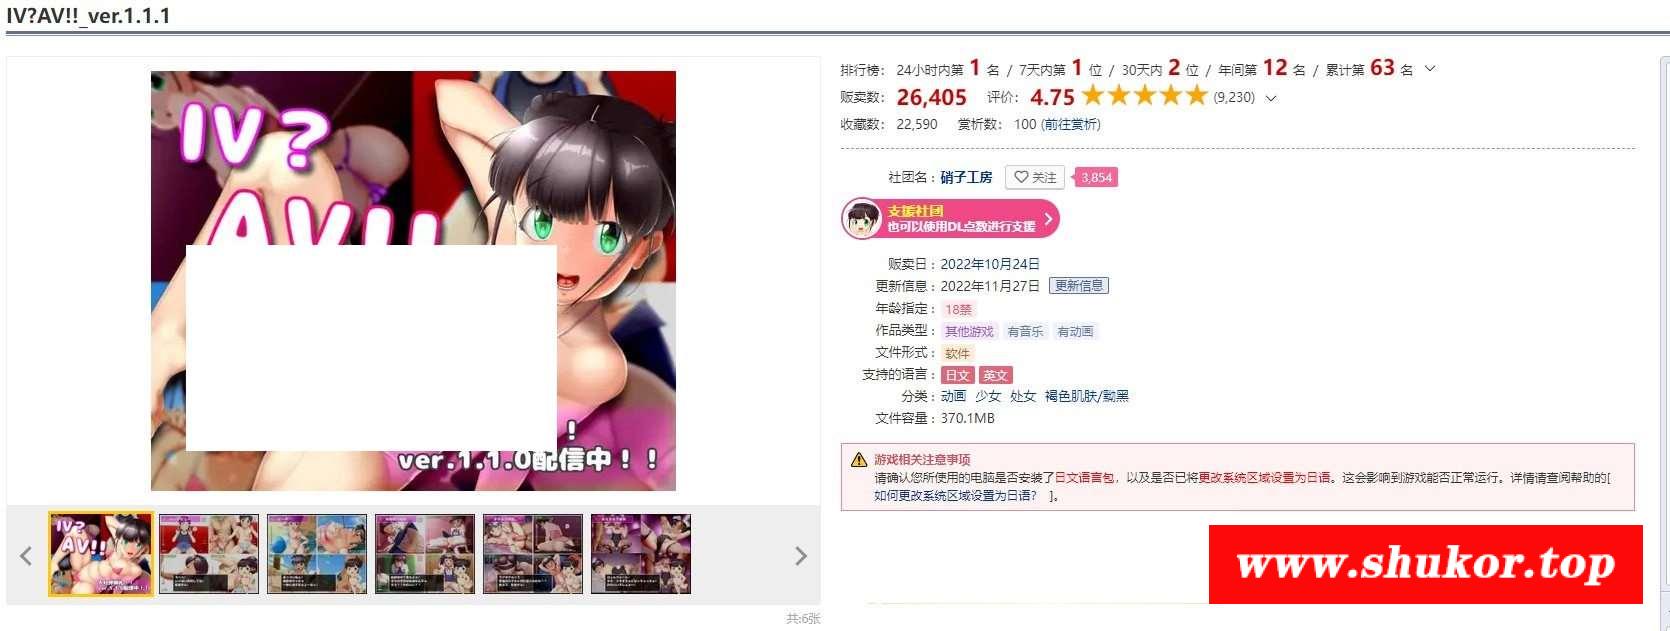 IV?AV!!_ver.1.1.1
IV?
AV!!
!
ver.1.1.0配信中!!
共:6张
排行榜: 24小时内第 1 名 / 7天内第 1 位 / 30天内 2 位 / 年间第 12 名 / 累计第 63 名
贩卖数: 26,405 评价: 4.75 ★★★★★ (9,230)
收藏数: 22,590 赏析数: 100 (前往赏析)
社团名: 硝子工房 关注 3,854
支援社团
也可以使用DL点数进行支援
贩卖日: 2022年10月24日
更新信息: 2022年11月27日 更新信息
年龄指定: 18禁
作品类型: 其他游戏 有音乐 有动画
文件形式: 软件
支持的语言: 日文 英文
分类: 动画 少女 处女 褐色肌肤/黝黑
文件容量: 370.1MB
游戏相关注意事项
请确认您所使用的电脑是否安装了日文语言包，以及是否已将更改系统区域设置为日语。这会影响到游戏能否正常运行。详情请查阅帮助的[
如何更改系统区域设置为日语? ]。
www.shukor.top